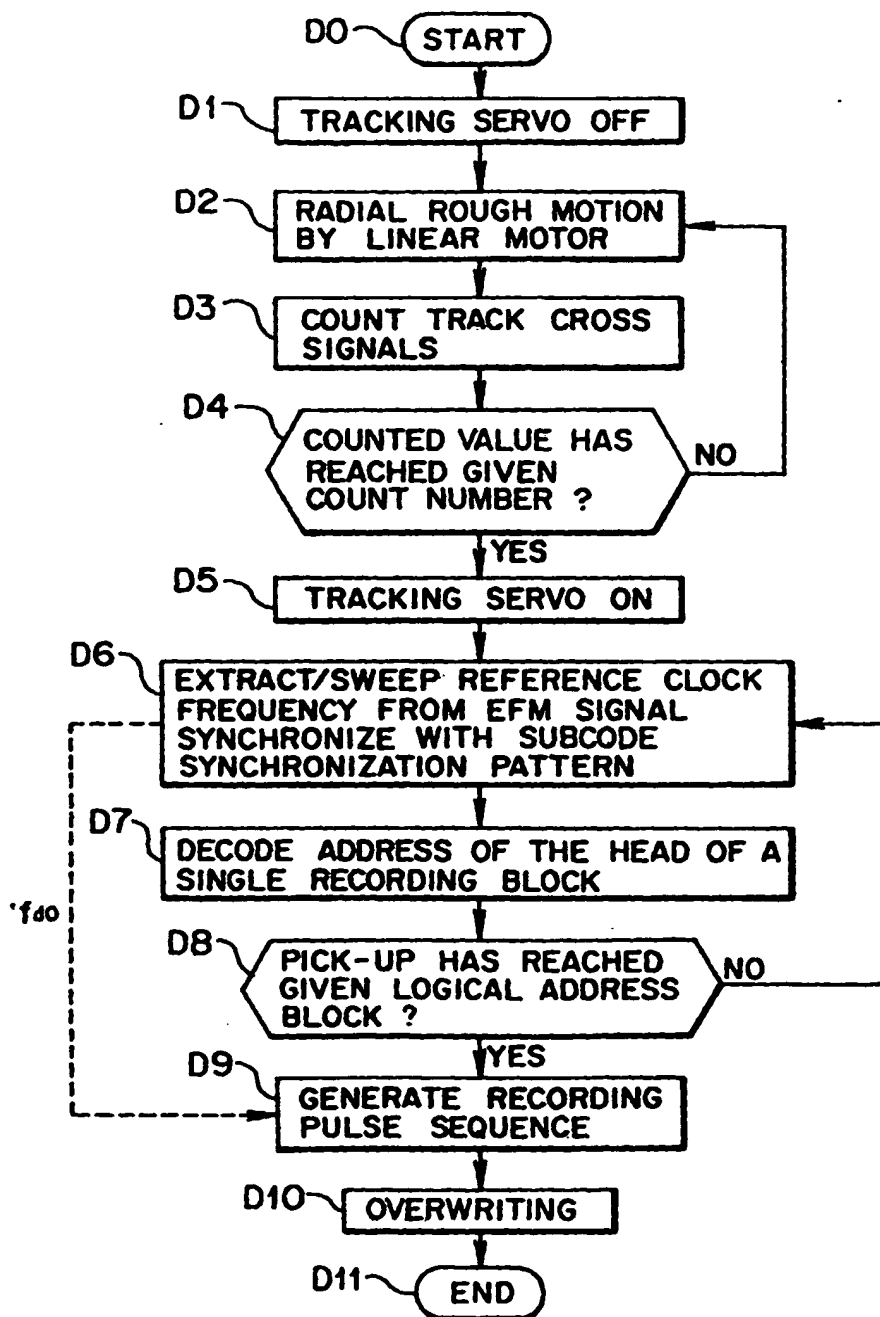 D0 START
D1 TRACKING SERVO OFF
D2 RADIAL ROUGH MOTION
BY LINEAR MOTOR
D3 COUNT TRACK CROSS
SIGNALS
D4 COUNTED VALUE HAS
REACHED GIVEN
COUNT NUMBER ?
NO
YES
D5 TRACKING SERVO ON
D6 EXTRACT/SWEEP REFERENCE CLOCK
FREQUENCY FROM EFM SIGNAL
SYNCHRONIZE WITH SUBCODE
SYNCHRONIZATION PATTERN
D7 DECODE ADDRESS OF THE HEAD OF A
SINGLE RECORDING BLOCK
fdo
D8 PICK-UP HAS REACHED
GIVEN LOGICAL ADDRESS
BLOCK ?
NO
YES
D9 GENERATE RECORDING
PULSE SEQUENCE
D10 OVERWRITING
D11 END